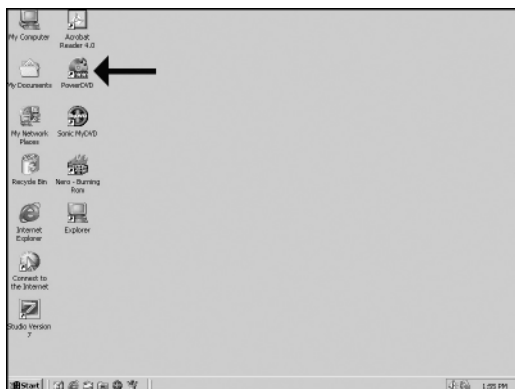 My Computer
Acrobat
Reader 4.0
My Documents
PowerDVD
My Network
Places
Sonic MyDVD
Recycle Bin
Nero - Burning
Rom
Internet
Explorer
Explorer
Connect to
the Internet
Studio Version
7
Start
1:55 PM